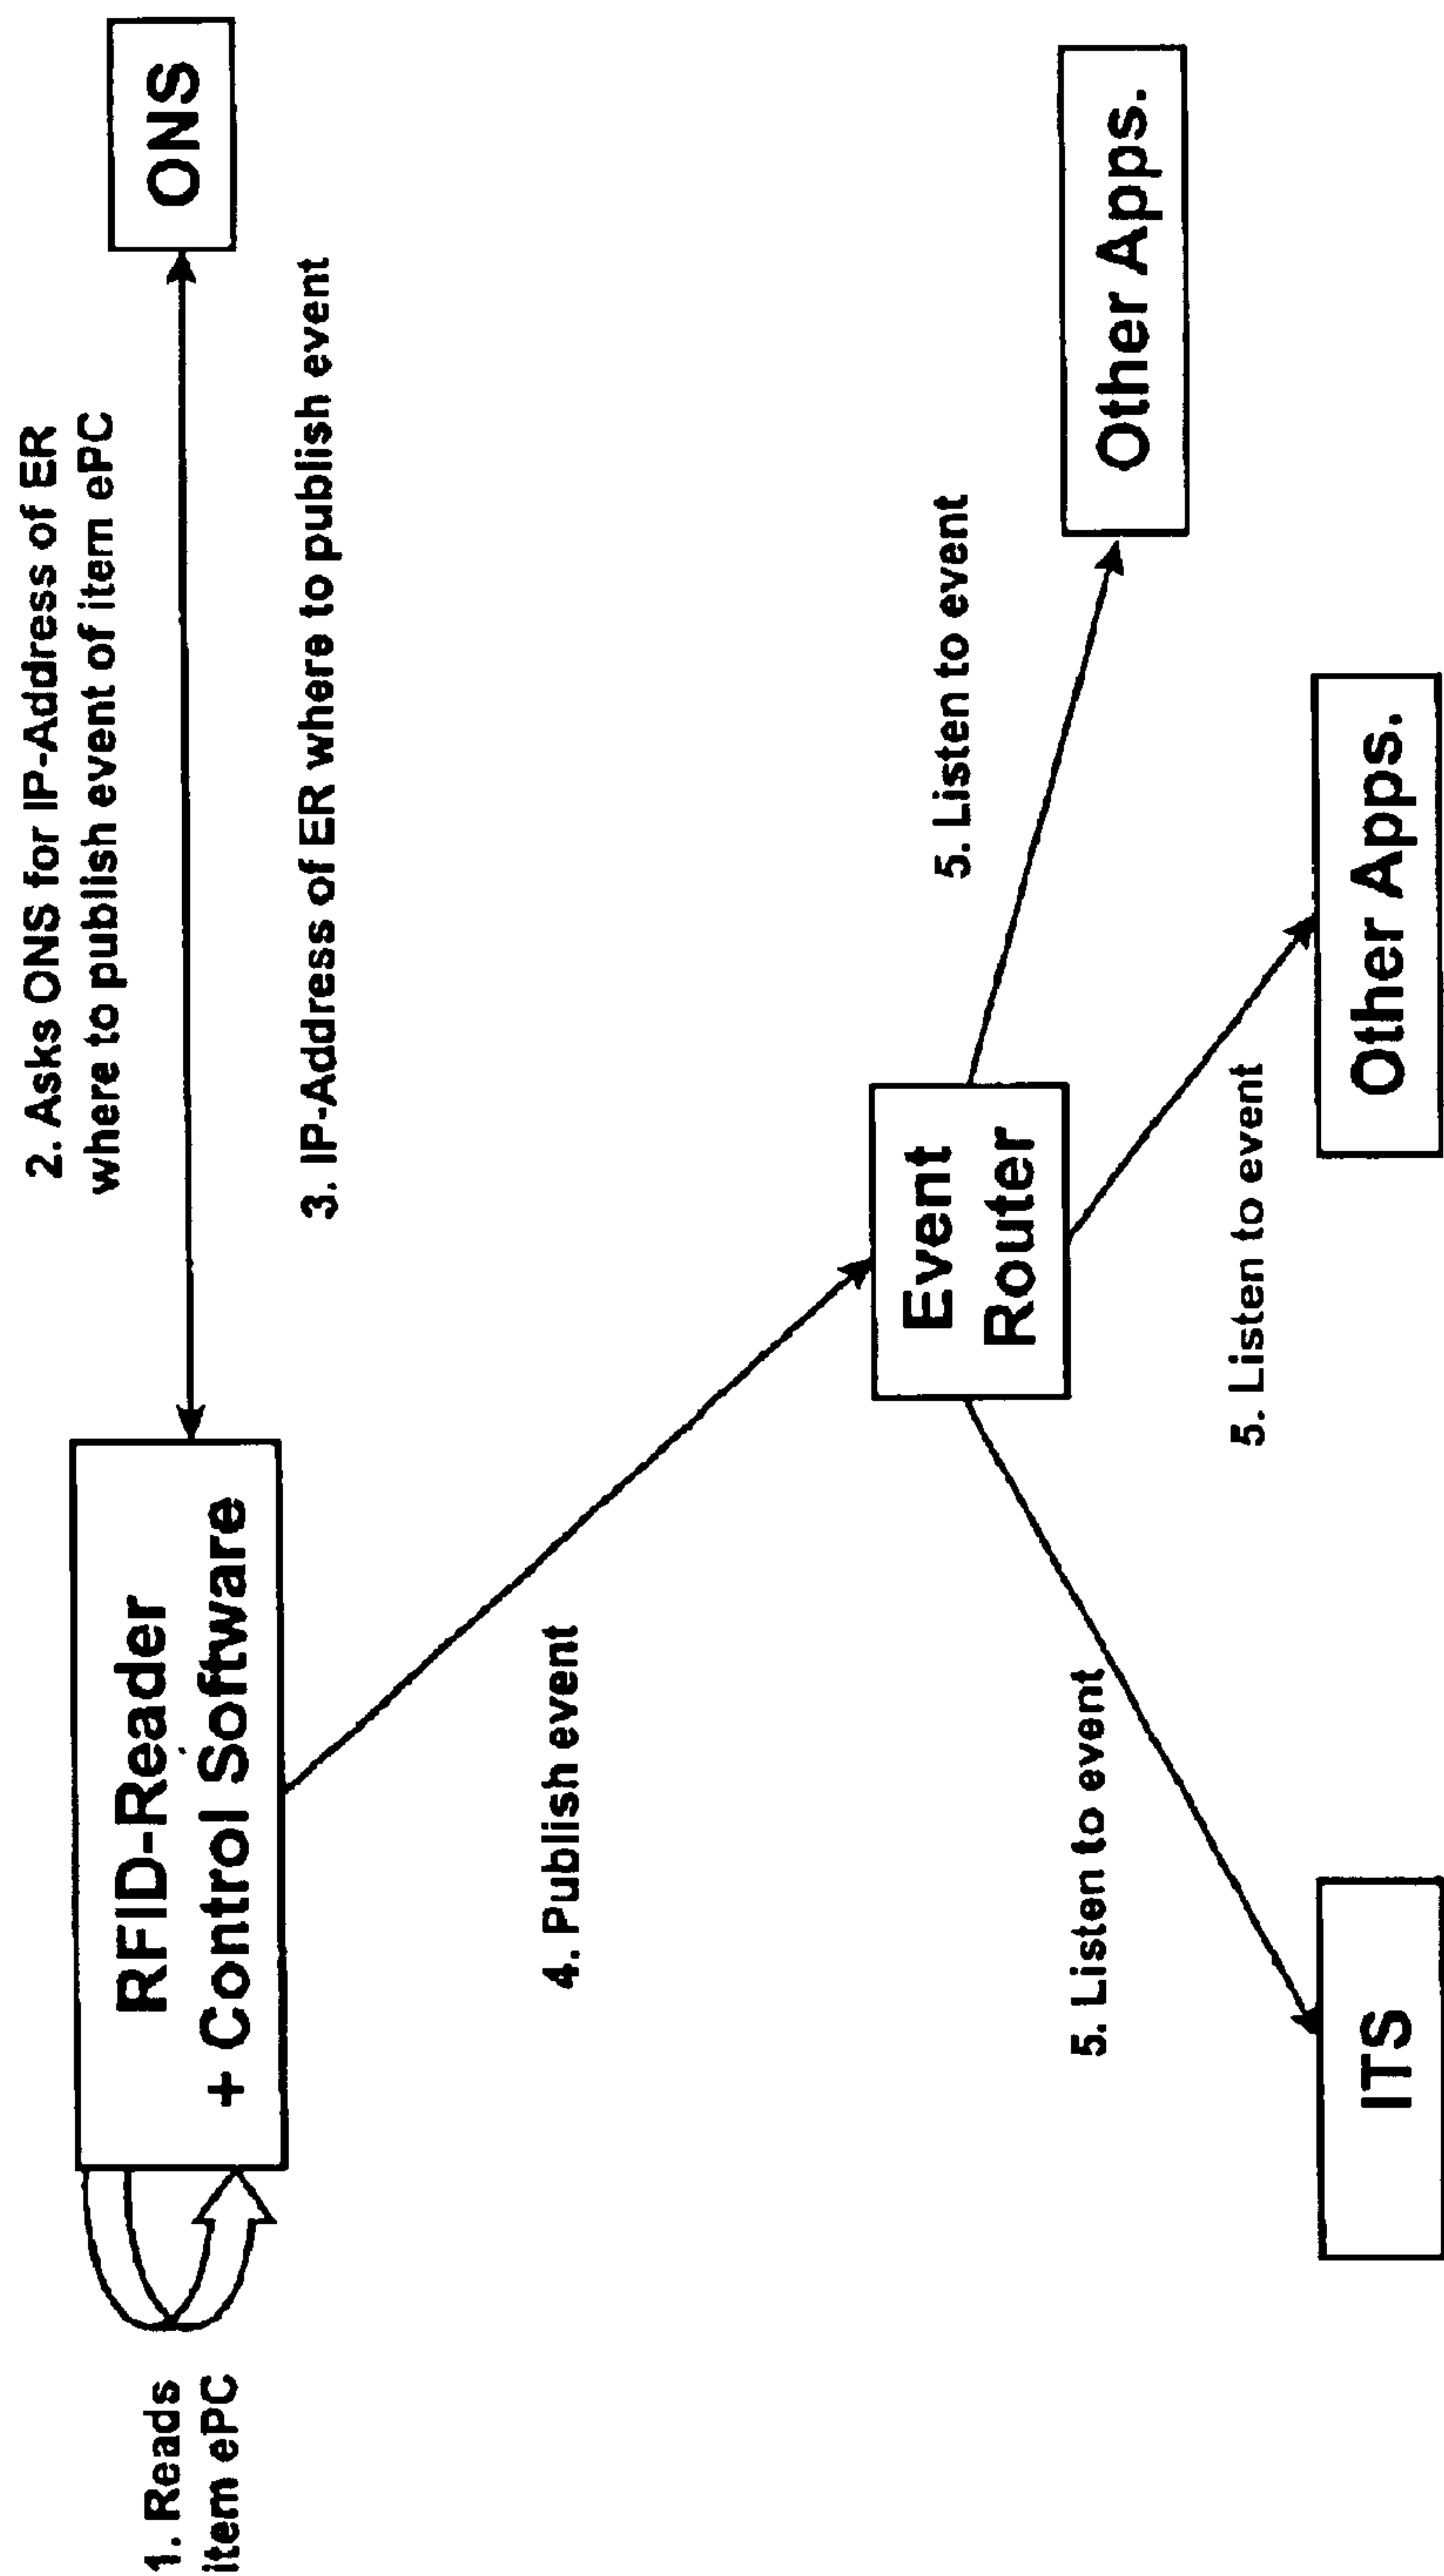 1. Reads
item ePC
RFID-Reader
+ Control Software
2. Asks ONS for IP-Address of ER
where to publish event of item ePC
3. IP-Address of ER where to publish event
ONS
4. Publish event
Event
Router
5. Listen to event
ITS
5. Listen to event
Other Apps.
5. Listen to event
Other Apps.